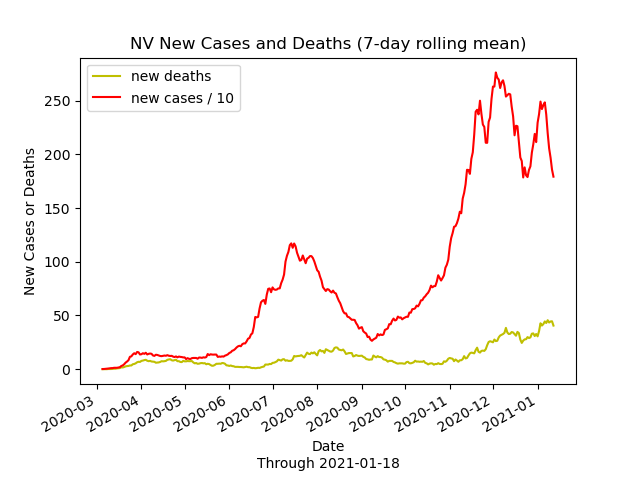 NV New Cases and Deaths (7-day rolling mean)
new deaths
new cases / 10
New Cases or Deaths
250
200
150
100
50
0
2020-03
2020-04
2020-05
2020-06
2020-07
2020-08
2020-09
2020-10
2020-11
2020-12
2021-01
Date
Through 2021-01-18